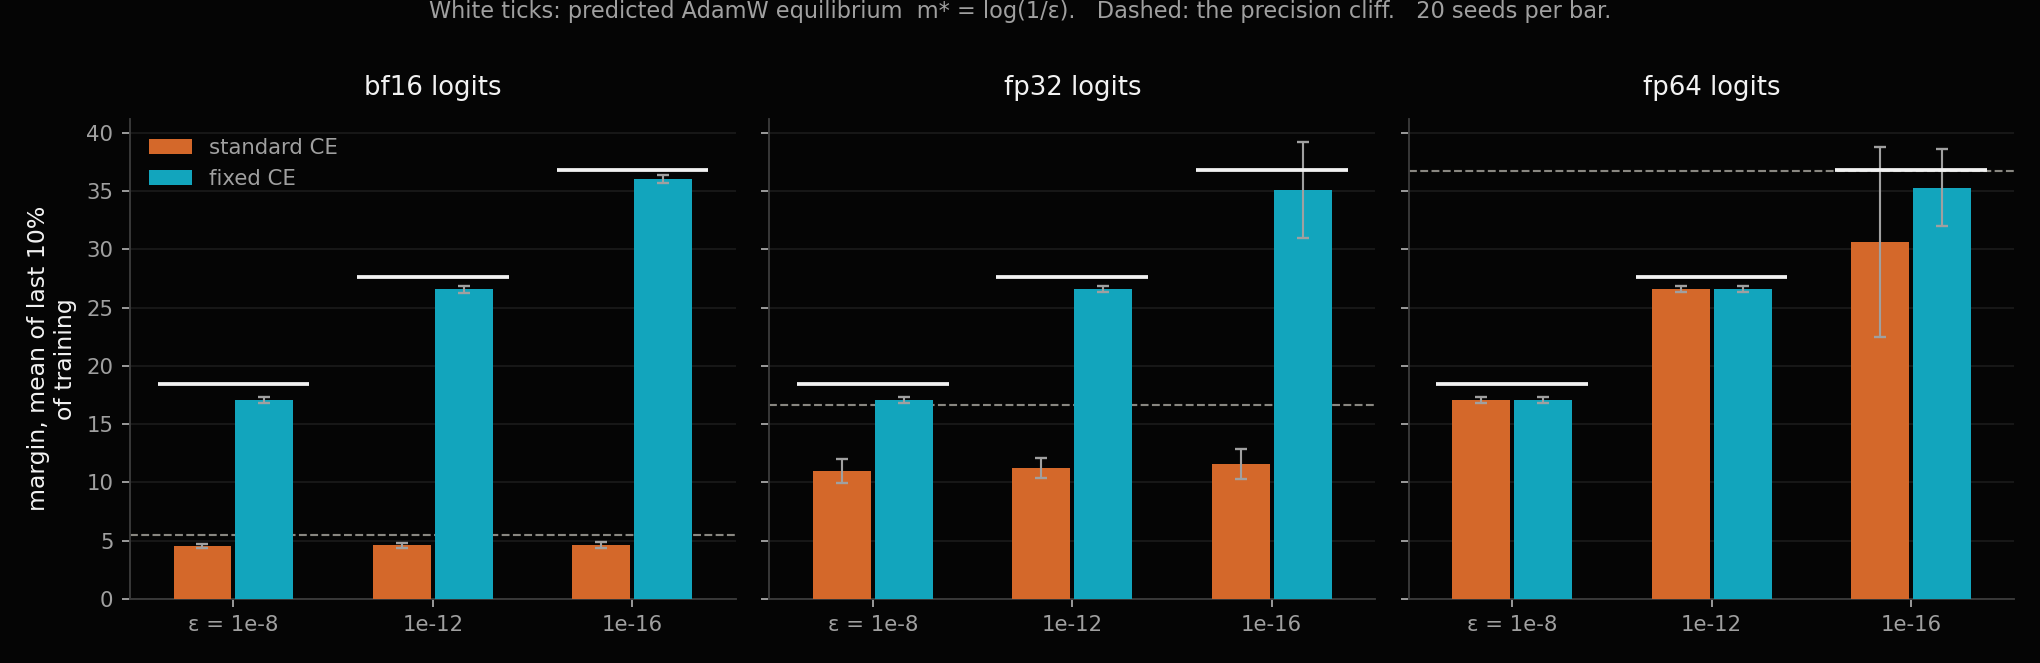 White ticks: predicted AdamW equilibrium m* = log(1/ε). Dashed: the precision cliff. 20 seeds per bar.
bf16 logits
fp32 logits
fp64 logits
standard CE
fixed CE
margin, mean of last 10%
of training
40
35
30
25
20
15
10
5
0
ε = 1e-8
1e-12
1e-16
ε = 1e-8
1e-12
1e-16
ε = 1e-8
1e-12
1e-16